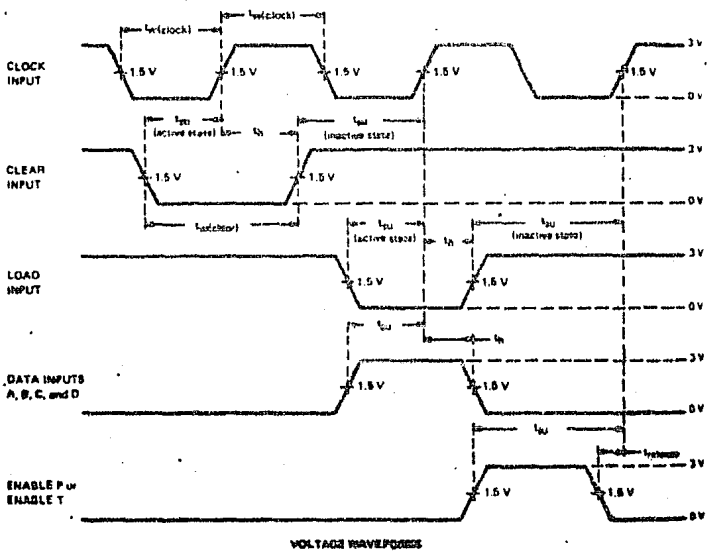 tw(clock)
tw(clock)
3 V
CLOCK
INPUT
1.5 V
1.5 V
1.5 V
1.5 V
1.5 V
0 V
tsu
(active state)
th
tsu
(inactive state)
3 V
CLEAR
INPUT
1.5 V
1.5 V
0 V
tw(clear)
tsu
(active state)
th
tsu
(inactive state)
3 V
LOAD
INPUT
1.5 V
1.5 V
0 V
tsu
th
3 V
DATA INPUTS
A, B, C, and D
1.5 V
1.5 V
0 V
tsu
trelease
3 V
ENABLE P or
ENABLE T
1.5 V
1.5 V
0 V
VOLTAGE WAVEFORMS